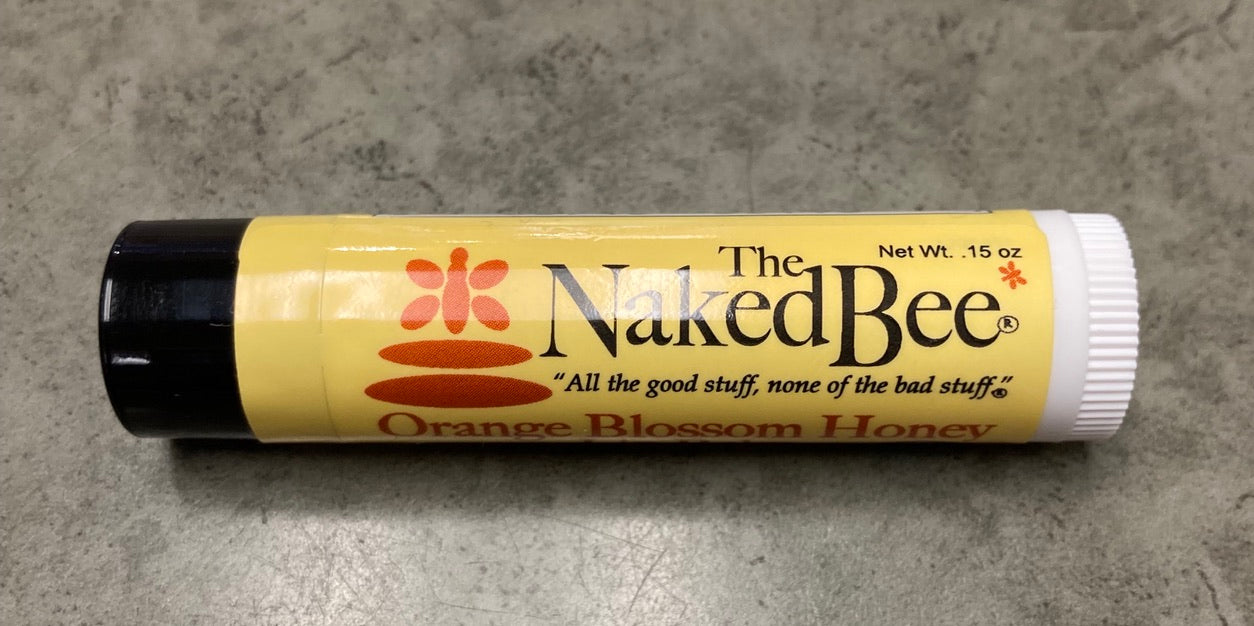 Net Wt. .15 oz
The
NakedBee®
“All the good stuff, none of the bad stuff.”®
Orange Blossom Honey